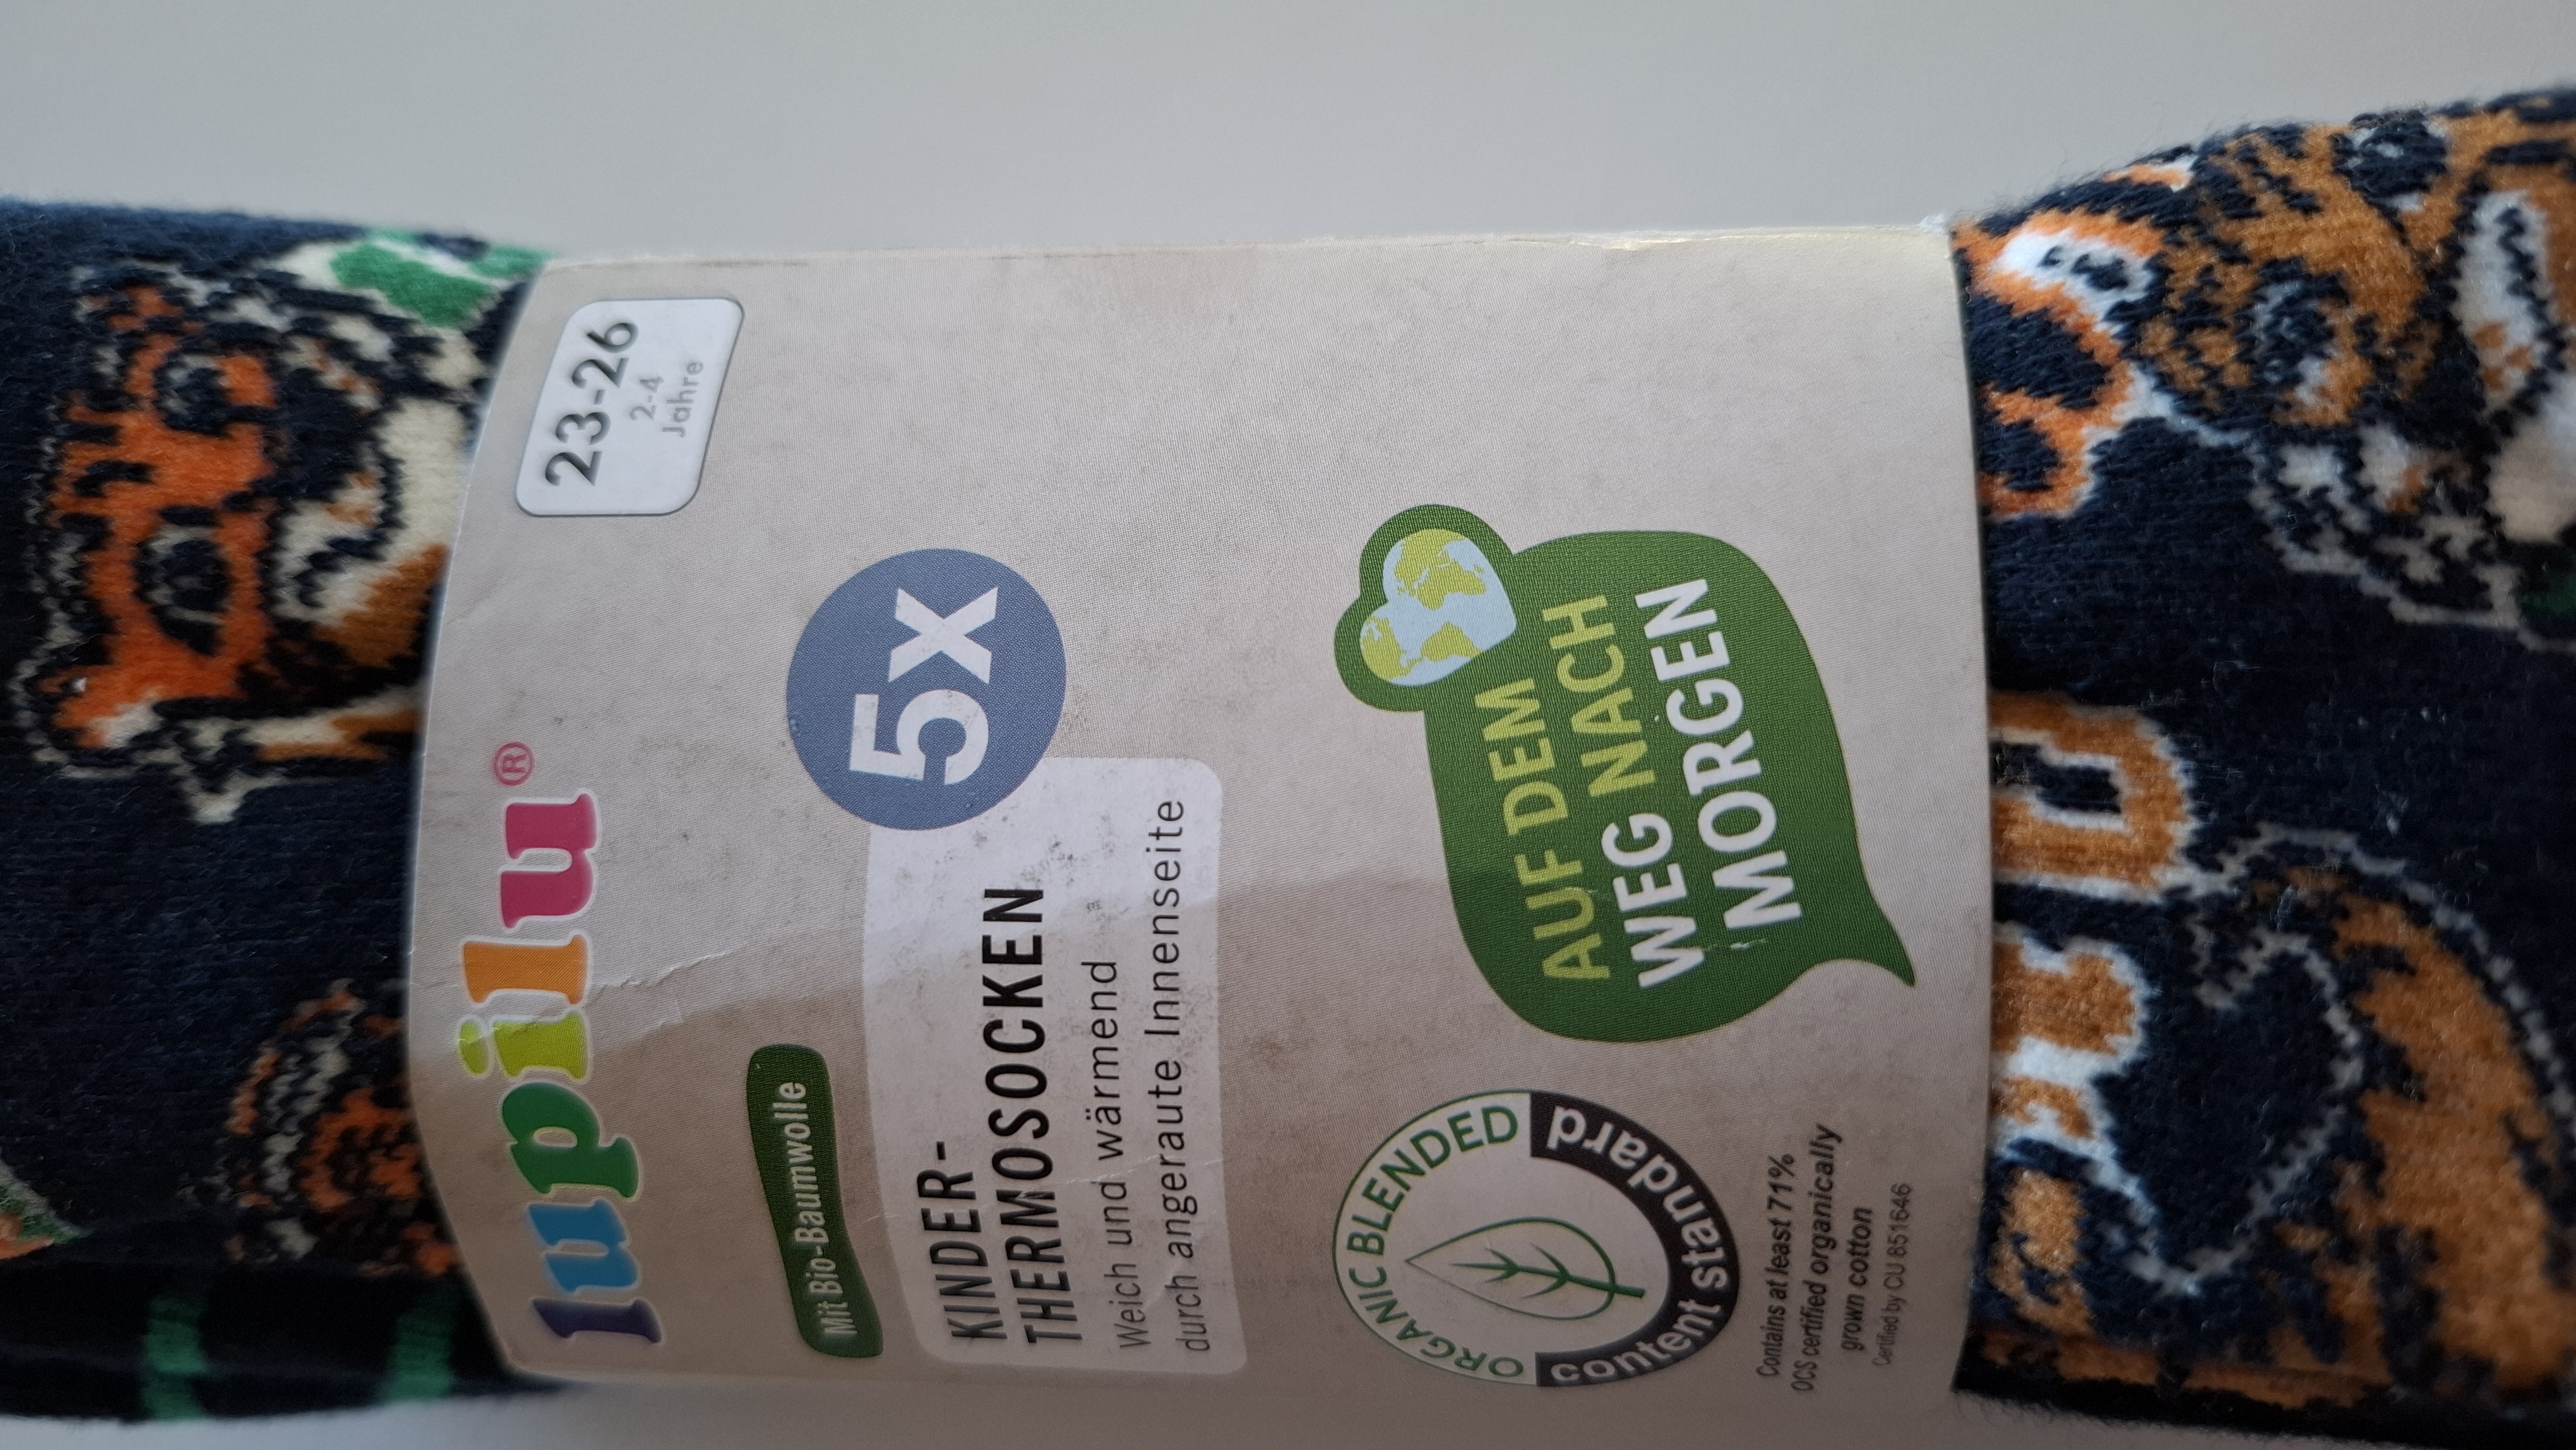 lupilu®
23-26
2-4
Jahre
Mit Bio-Baumwolle
5x
KINDER-
THERMOSOCKEN
Weich und wärmend
durch angeraute Innenseite
ORGANIC BLENDED
content standard
Contains at least 71%
OCS certified organically
grown cotton
Certified by CU 851646
AUF DEM
WEG NACH
MORGEN